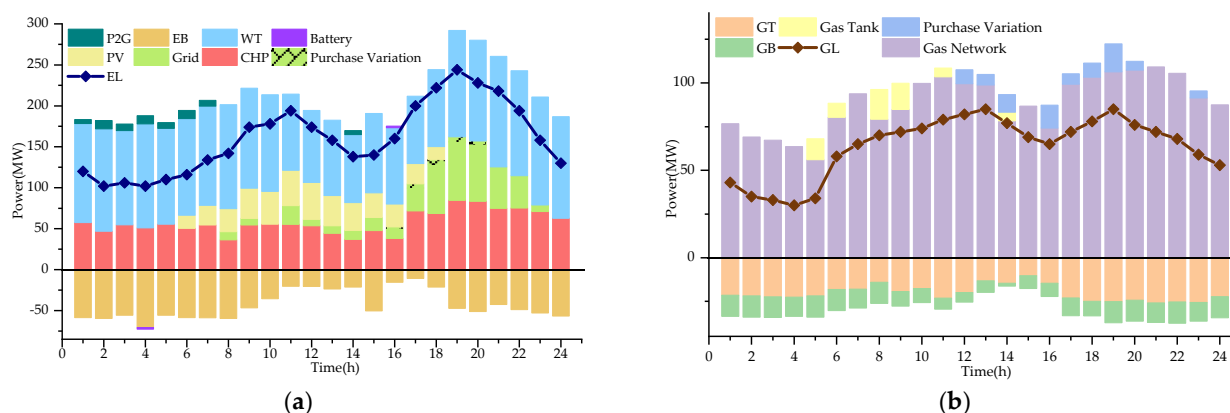 P2G EB WT Battery
PV Grid CHP Purchase Variation
EL
Power(MW)
300
250
200
150
100
50
0
-50
0 2 4 6 8 10 12 14 16 18 20 22 24
Time(h)
(a)
GT Gas Tank Purchase Variation
GB GL Gas Network
Power(MW)
100
50
0
0 2 4 6 8 10 12 14 16 18 20 22 24
Time(h)
(b)